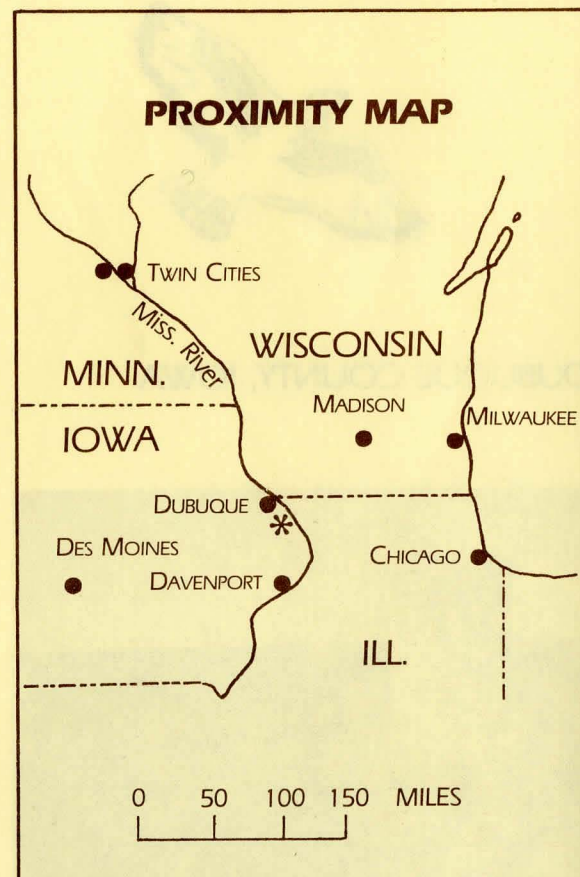 PROXIMITY MAP
TWIN CITIES
Miss. River
WISCONSIN
MINN.
MADISON
MILWAUKEE
IOWA
DUBUQUE
*
DES MOINES
CHICAGO
DAVENPORT
ILL.
0 50 100 150 MILES